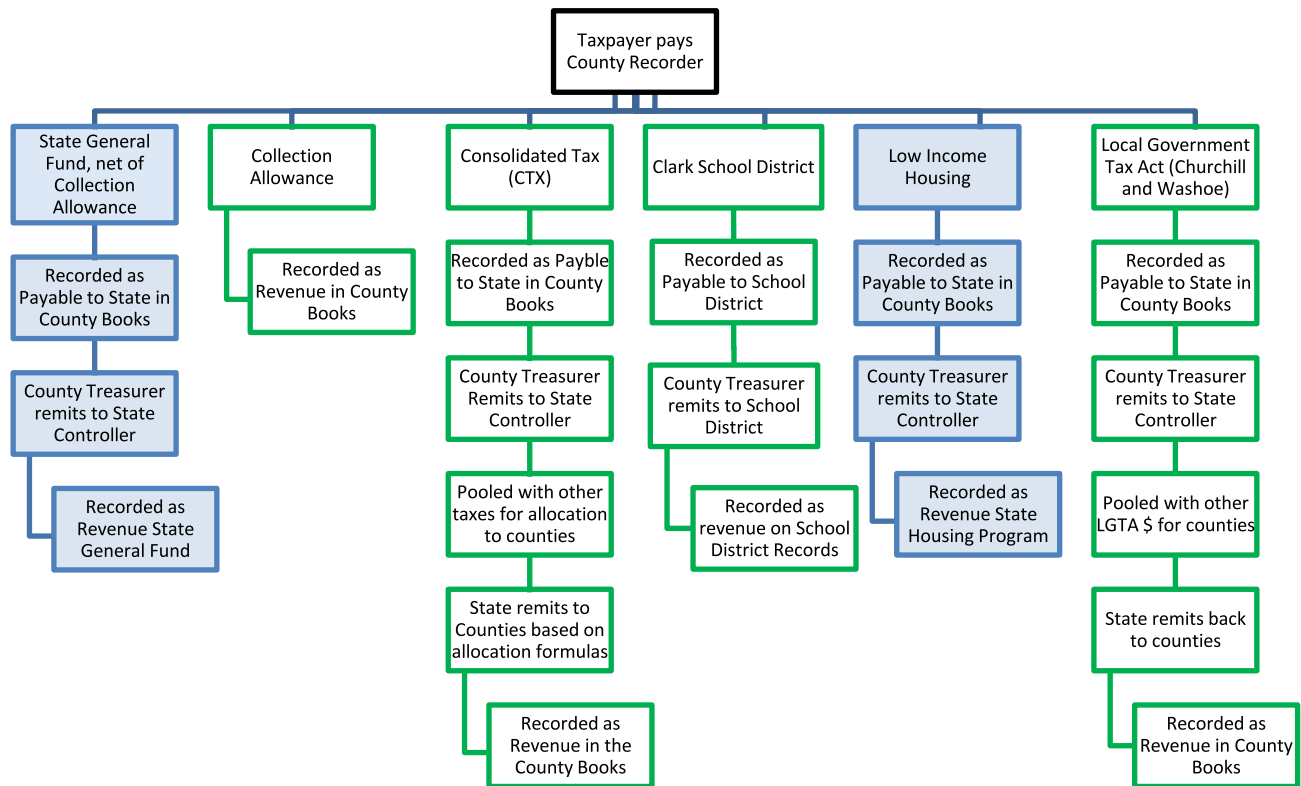 Taxpayer pays
County Recorder
State General
Fund, net of
Collection
Allowance
Recorded as
Payable to State in
County Books
County Treasurer
remits to State
Controller
Recorded as
Revenue State
General Fund
Collection
Allowance
Recorded as
Revenue in County
Books
Consolidated Tax
(CTX)
Recorded as Payble
to State in County
Books
County Treasurer
Remits to State
Controller
Pooled with other
taxes for allocation
to counties
State remits to
Counties based on
allocation formulas
Recorded as
Revenue in the
County Books
Clark School District
Recorded as
Payable to School
District
County Treasurer
remits to School
District
Recorded as
revenue on School
District Records
Low Income
Housing
Recorded as
Payable to State in
County Books
County Treasurer
remits to State
Controller
Recorded as
Revenue State
Housing Program
Local Government
Tax Act (Churchill
and Washoe)
Recorded as
Payable to State in
County Books
County Treasurer
remits to State
Controller
Pooled with other
LGTA $ for counties
State remits back
to counties
Recorded as
Revenue in County
Books